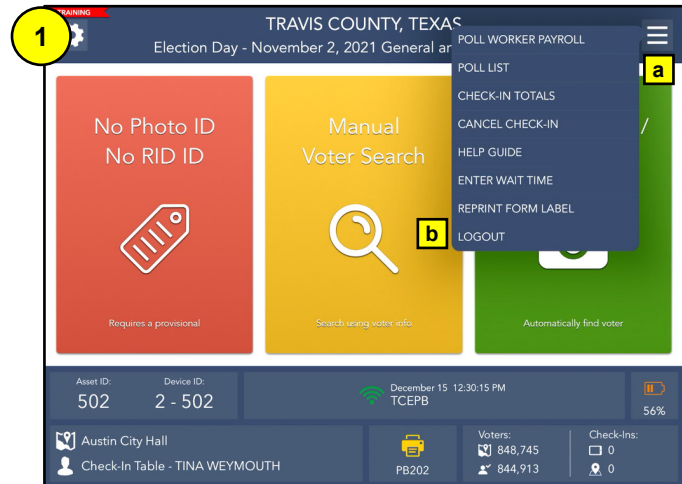 TRAINING
1
TRAVIS COUNTY, TEXAS
Election Day - November 2, 2021 General an
POLL WORKER PAYROLL
a
POLL LIST
CHECK-IN TOTALS
CANCEL CHECK-IN
HELP GUIDE
ENTER WAIT TIME
REPRINT FORM LABEL
b
LOGOUT
No Photo ID
No RID ID
Requires a provisional
Manual
Voter Search
Search using voter info
/
Automatically find voter
Asset ID:
502
Device ID:
2 - 502
December 15 12:30:15 PM
TCEPB
56%
Austin City Hall
Check-In Table - TINA WEYMOUTH
PB202
Voters:
848,745
844,913
Check-Ins:
0
0